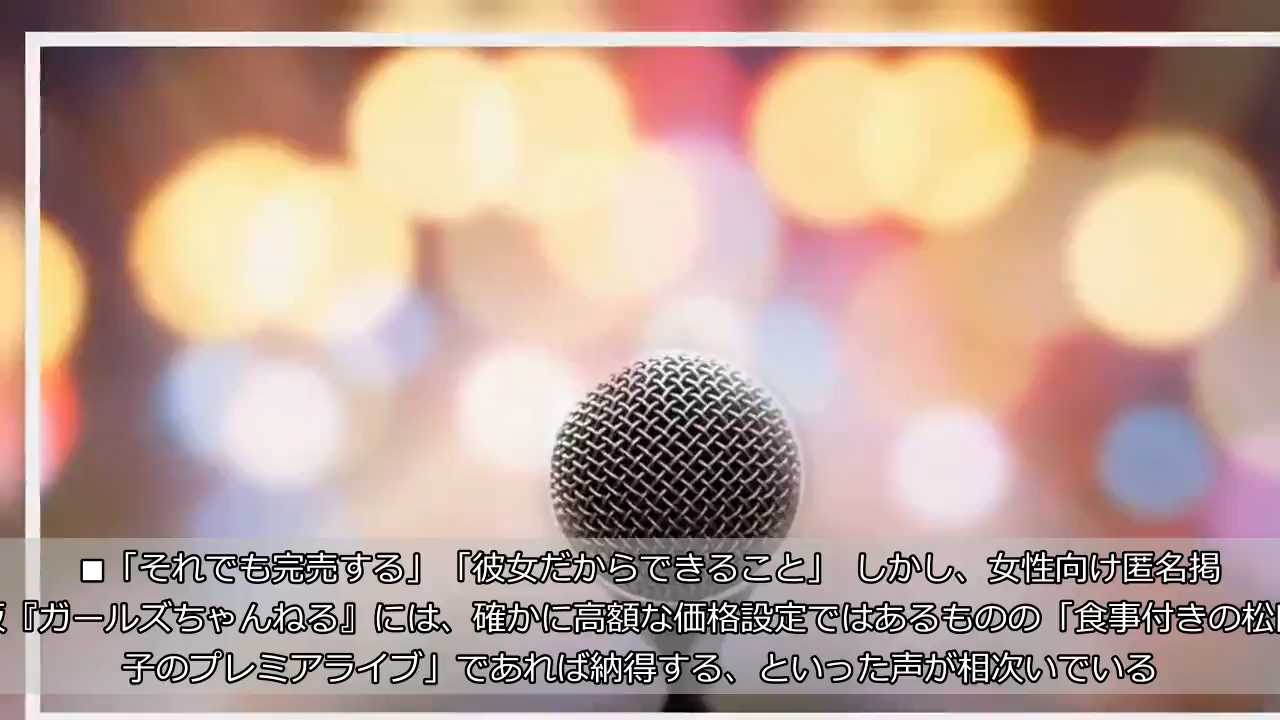 ■「それでも完売する」「彼女だからできること」 しかし、女性向け匿名掲
『ガールズちゃんねる』には、確かに高額な価格設定ではあるものの「食事付きの松
子のプレミアライブ」であれば納得する、といった声が相次いでいる